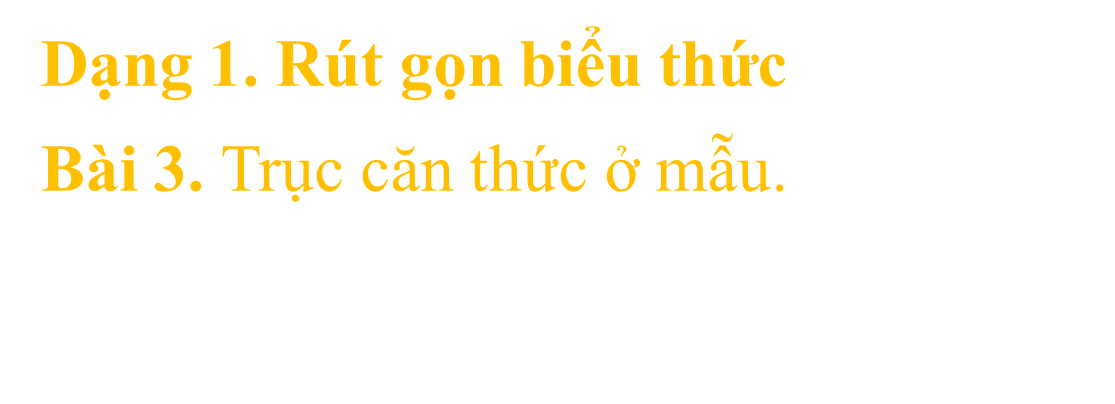 Dạng 1. Rút gọn biểu thức
Bài 3. Trục căn thức ở mẫu.